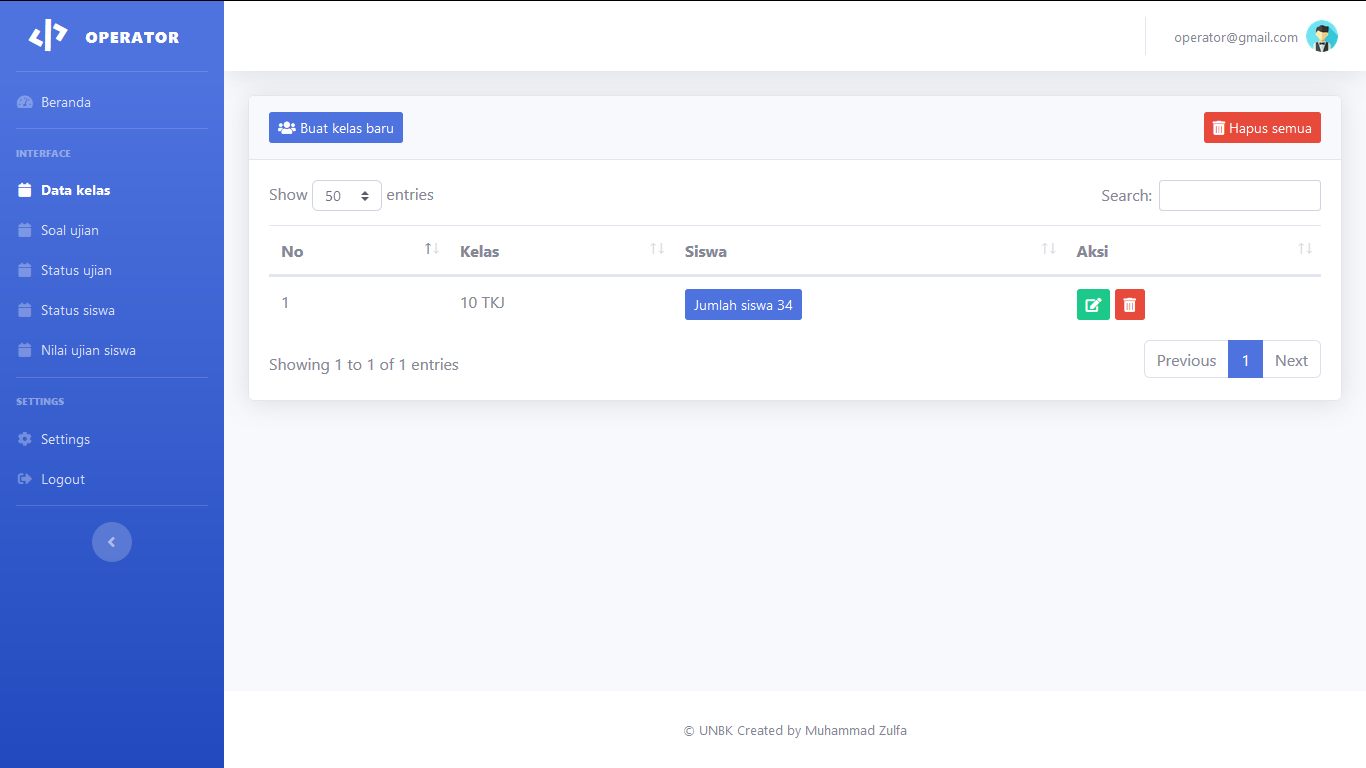 OPERATOR
operator@gmail.com
Beranda
INTERFACE
Data kelas
Soal ujian
Status ujian
Status siswa
Nilai ujian siswa
SETTINGS
Settings
Logout
Buat kelas baru
Hapus semua
Show 50 entries
Search:
No Kelas Siswa Aksi
1 10 TKJ Jumlah siswa 34
Showing 1 to 1 of 1 entries
Previous 1 Next
© UNBK Created by Muhammad Zulfa